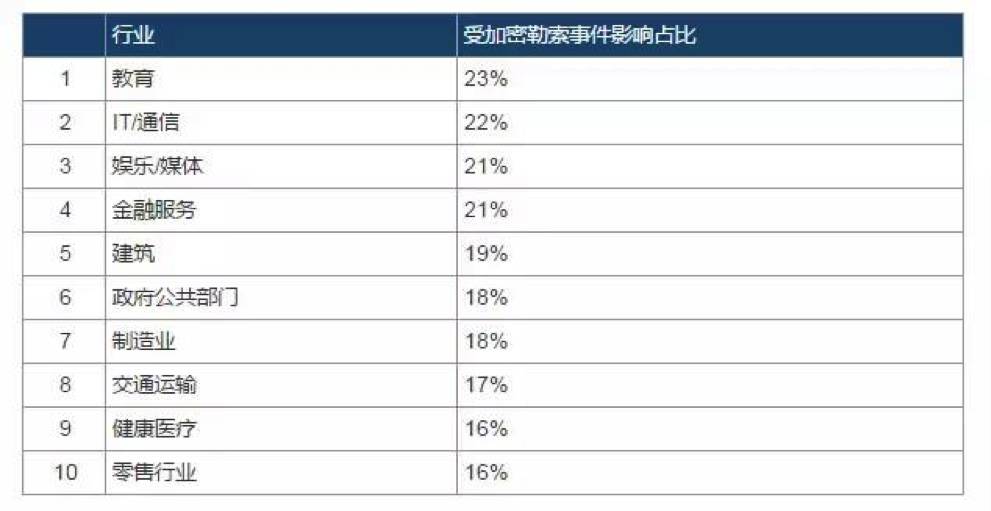 行业 受加密勒索事件影响占比
1 教育 23%
2 IT/通信 22%
3 娱乐/媒体 21%
4 金融服务 21%
5 建筑 19%
6 政府公共部门 18%
7 制造业 18%
8 交通运输 17%
9 健康医疗 16%
10 零售行业 16%